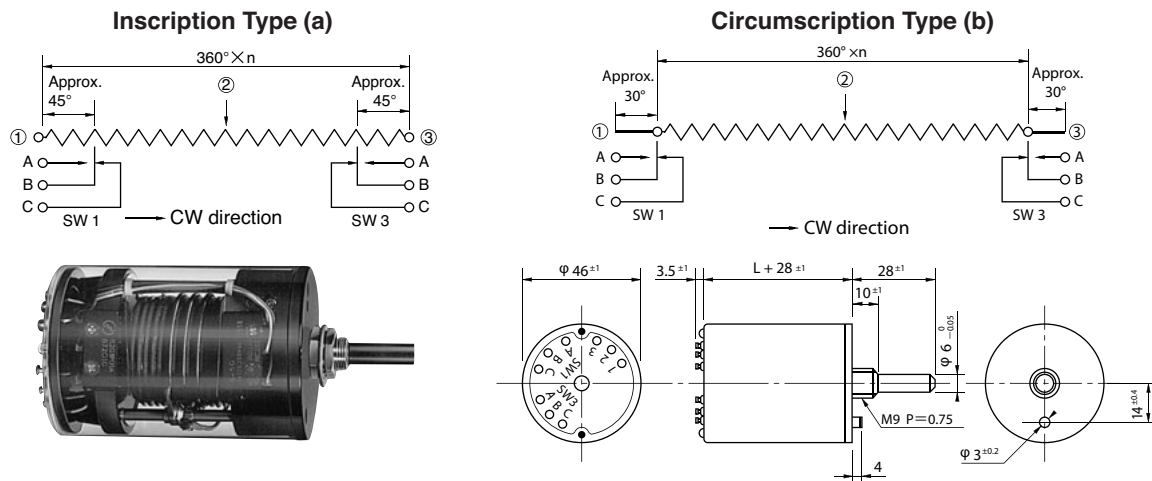 Inscription Type (a)
360°×n
Approx.
45°
②
Approx.
45°
①
③
A
B
C
SW 1
CW direction
SW 3
A
B
C
Circumscription Type (b)
360° ×n
Approx.
30°
②
Approx.
30°
①
③
A
B
C
SW 1
SW 3
A
B
C
CW direction
φ 46±1
3.5 ±1
L + 28 ±1
28±1
10±1
φ 6 0 -0.05
1
2
3
A
B
C
SW1
SW3
A
B
C
M9 P=0.75
4
14±0.4
φ 3±0.2